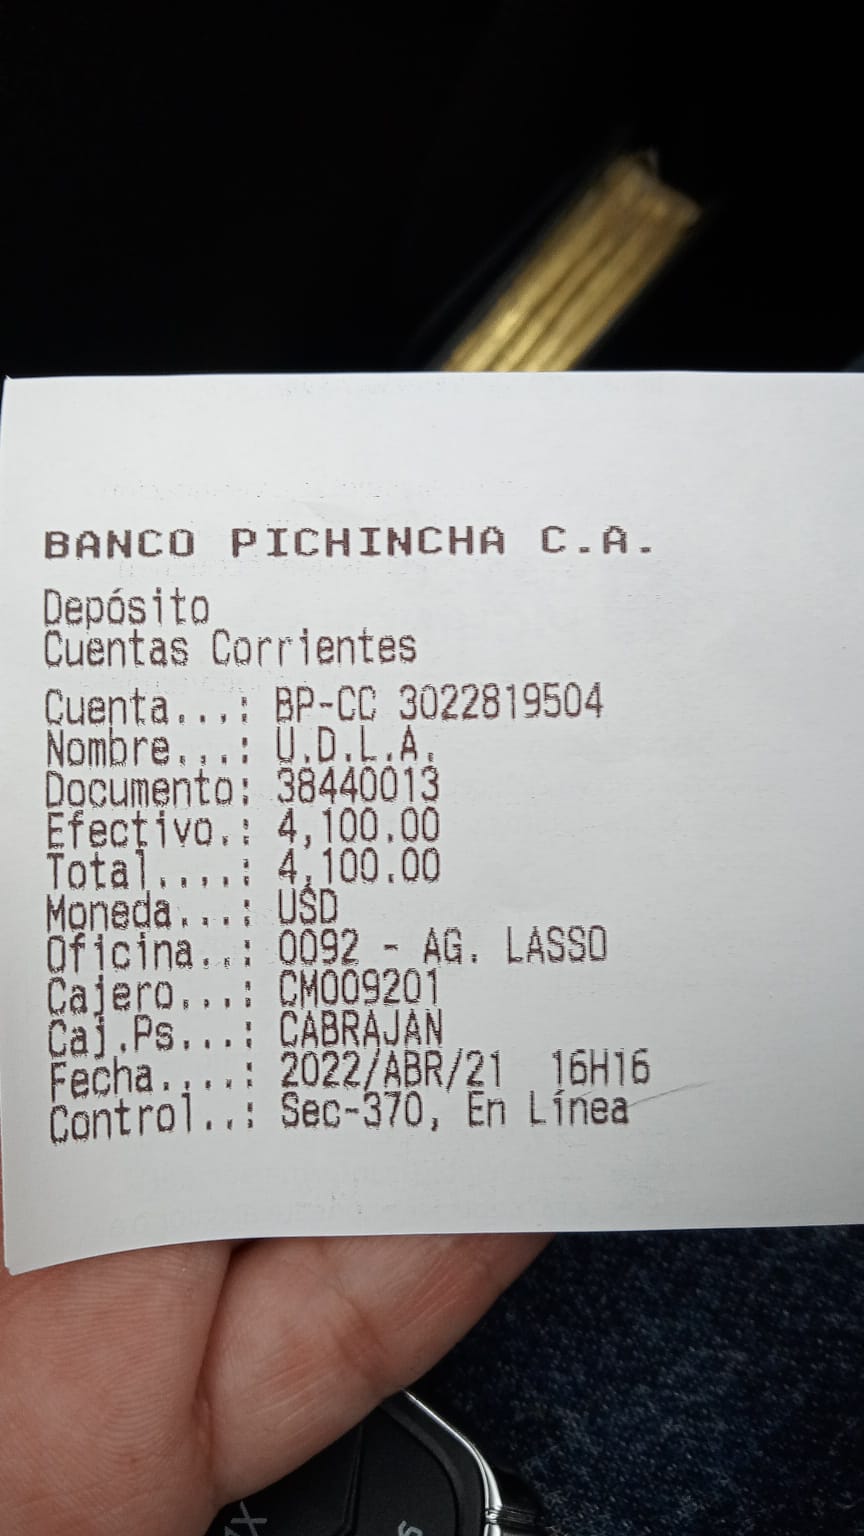 BANCO PICHINCHA C.A.
Depósito
Cuentas Corrientes
Cuenta...: BP-CC 3022819504
Nombre...: U.D.L.A.
Documento: 38440013
Efectivo.: 4,100.00
Total....: 4,100.00
Moneda...: USD
Oficina..: 0092 - AG. LASSO
Cajero...: CM009201
Caj.Ps...: CABRAJAN
Fecha....: 2022/ABR/21  16H16
Control..: Sec-370, En Línea